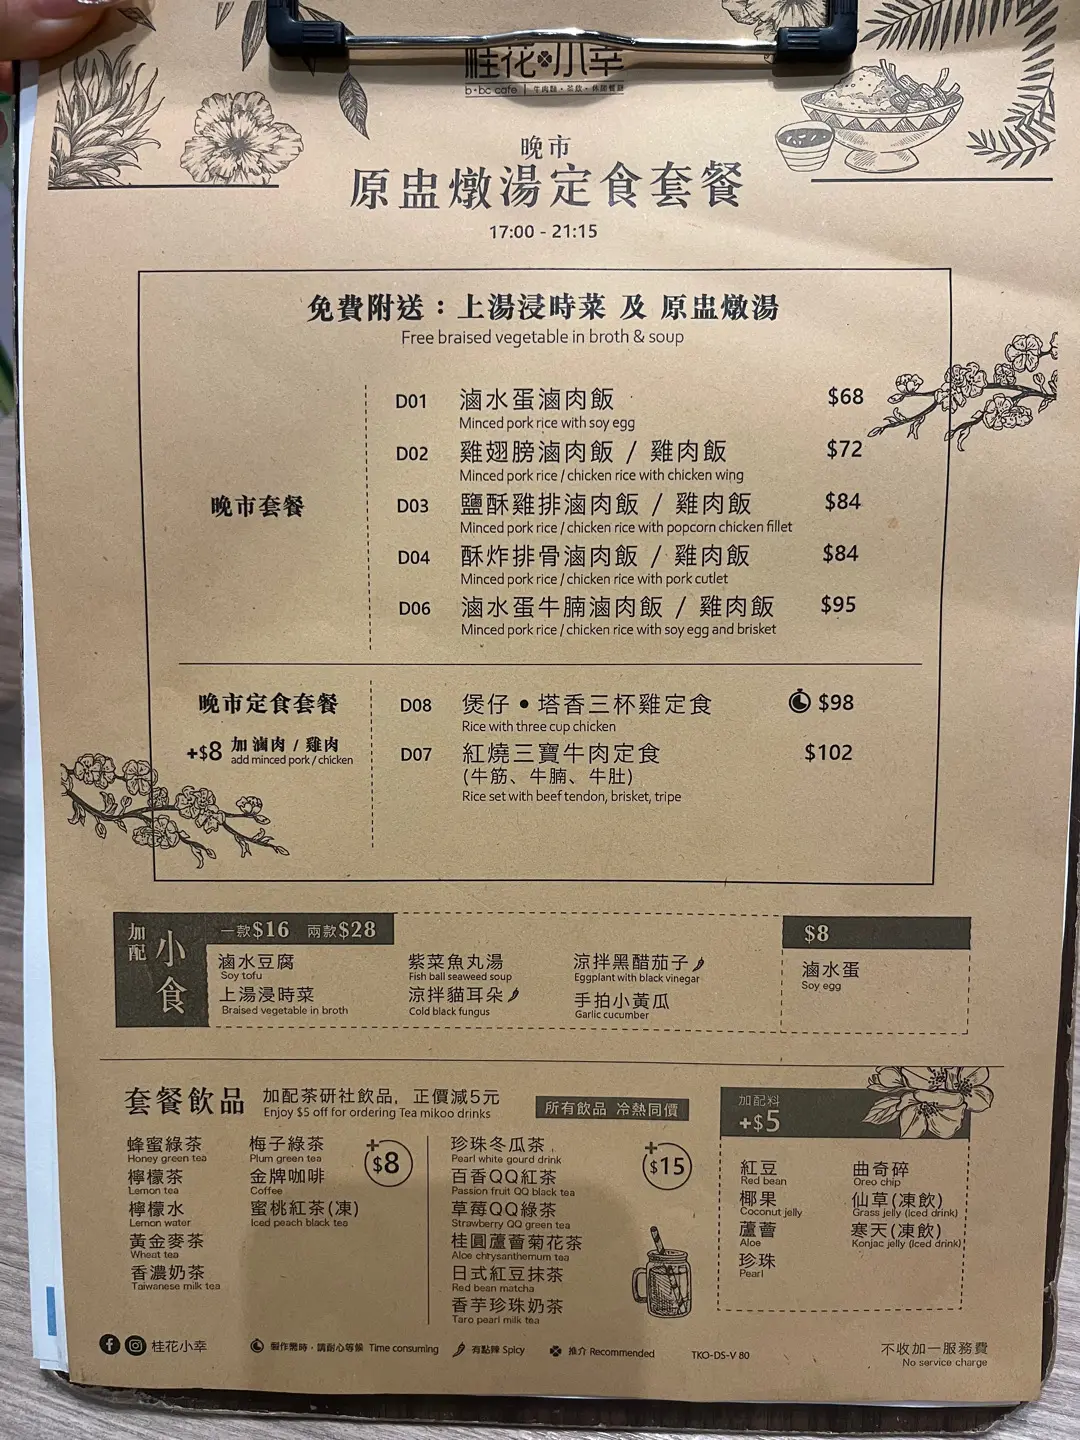 桂花小幸
b·bc cafe | 牛肉麵·茶飲·休閒餐廳
晚市
原盅燉湯定食套餐
17:00 - 21:15
免費附送：上湯浸時菜 及 原盅燉湯
Free braised vegetable in broth & soup
晚市套餐
D01 滷水蛋滷肉飯 $68
Minced pork rice with soy egg
D02 雞翅膀滷肉飯 / 雞肉飯 $72
Minced pork rice / chicken rice with chicken wing
D03 鹽酥雞排滷肉飯 / 雞肉飯 $84
Minced pork rice / chicken rice with popcorn chicken fillet
D04 酥炸排骨滷肉飯 / 雞肉飯 $84
Minced pork rice / chicken rice with pork cutlet
D06 滷水蛋牛腩滷肉飯 / 雞肉飯 $95
Minced pork rice / chicken rice with soy egg and brisket
晚市定食套餐
+$8 加 滷肉 / 雞肉
add minced pork / chicken
D08 煲仔 • 塔香三杯雞定食 $98
Rice with three cup chicken
D07 紅燒三寶牛肉定食 $102
(牛筋、牛腩、牛肚)
Rice set with beef tendon, brisket, tripe
加配 小食
一款$16 兩款$28
滷水豆腐
Soy tofu
上湯浸時菜
Braised vegetable in broth
紫菜魚丸湯
Fish ball seaweed soup
涼拌貓耳朵
Cold black fungus
涼拌黑醋茄子
Eggplant with black vinegar
手拍小黃瓜
Garlic cucumber
$8
滷水蛋
Soy egg
套餐飲品 加配茶研社飲品，正價減5元
Enjoy $5 off for ordering Tea mikoo drinks
所有飲品 冷熱同價
+$8
蜂蜜綠茶
Honey green tea
檸檬茶
Lemon tea
檸檬水
Lemon water
黃金麥茶
Wheat tea
香濃奶茶
Taiwanese milk tea
梅子綠茶
Plum green tea
金牌咖啡
Coffee
蜜桃紅茶(凍)
Iced peach black tea
+$15
珍珠冬瓜茶
Pearl white gourd drink
百香QQ紅茶
Passion fruit QQ black tea
草莓QQ綠茶
Strawberry QQ green tea
桂圓蘆薈菊花茶
Aloe chrysanthemum tea
日式紅豆抹茶
Red bean matcha
香芋珍珠奶茶
Taro pearl milk tea
加配料
+$5
紅豆
Red bean
椰果
Coconut jelly
蘆薈
Aloe
珍珠
Pearl
曲奇碎
Oreo chip
仙草(凍飲)
Grass jelly (Iced drink)
寒天(凍飲)
Konjac jelly (Iced drink)
桂花小幸
製作需時，請耐心等候 Time consuming
有點辣 Spicy
推介 Recommended
TKO-DS-V 80
不收加一服務費
No service charge